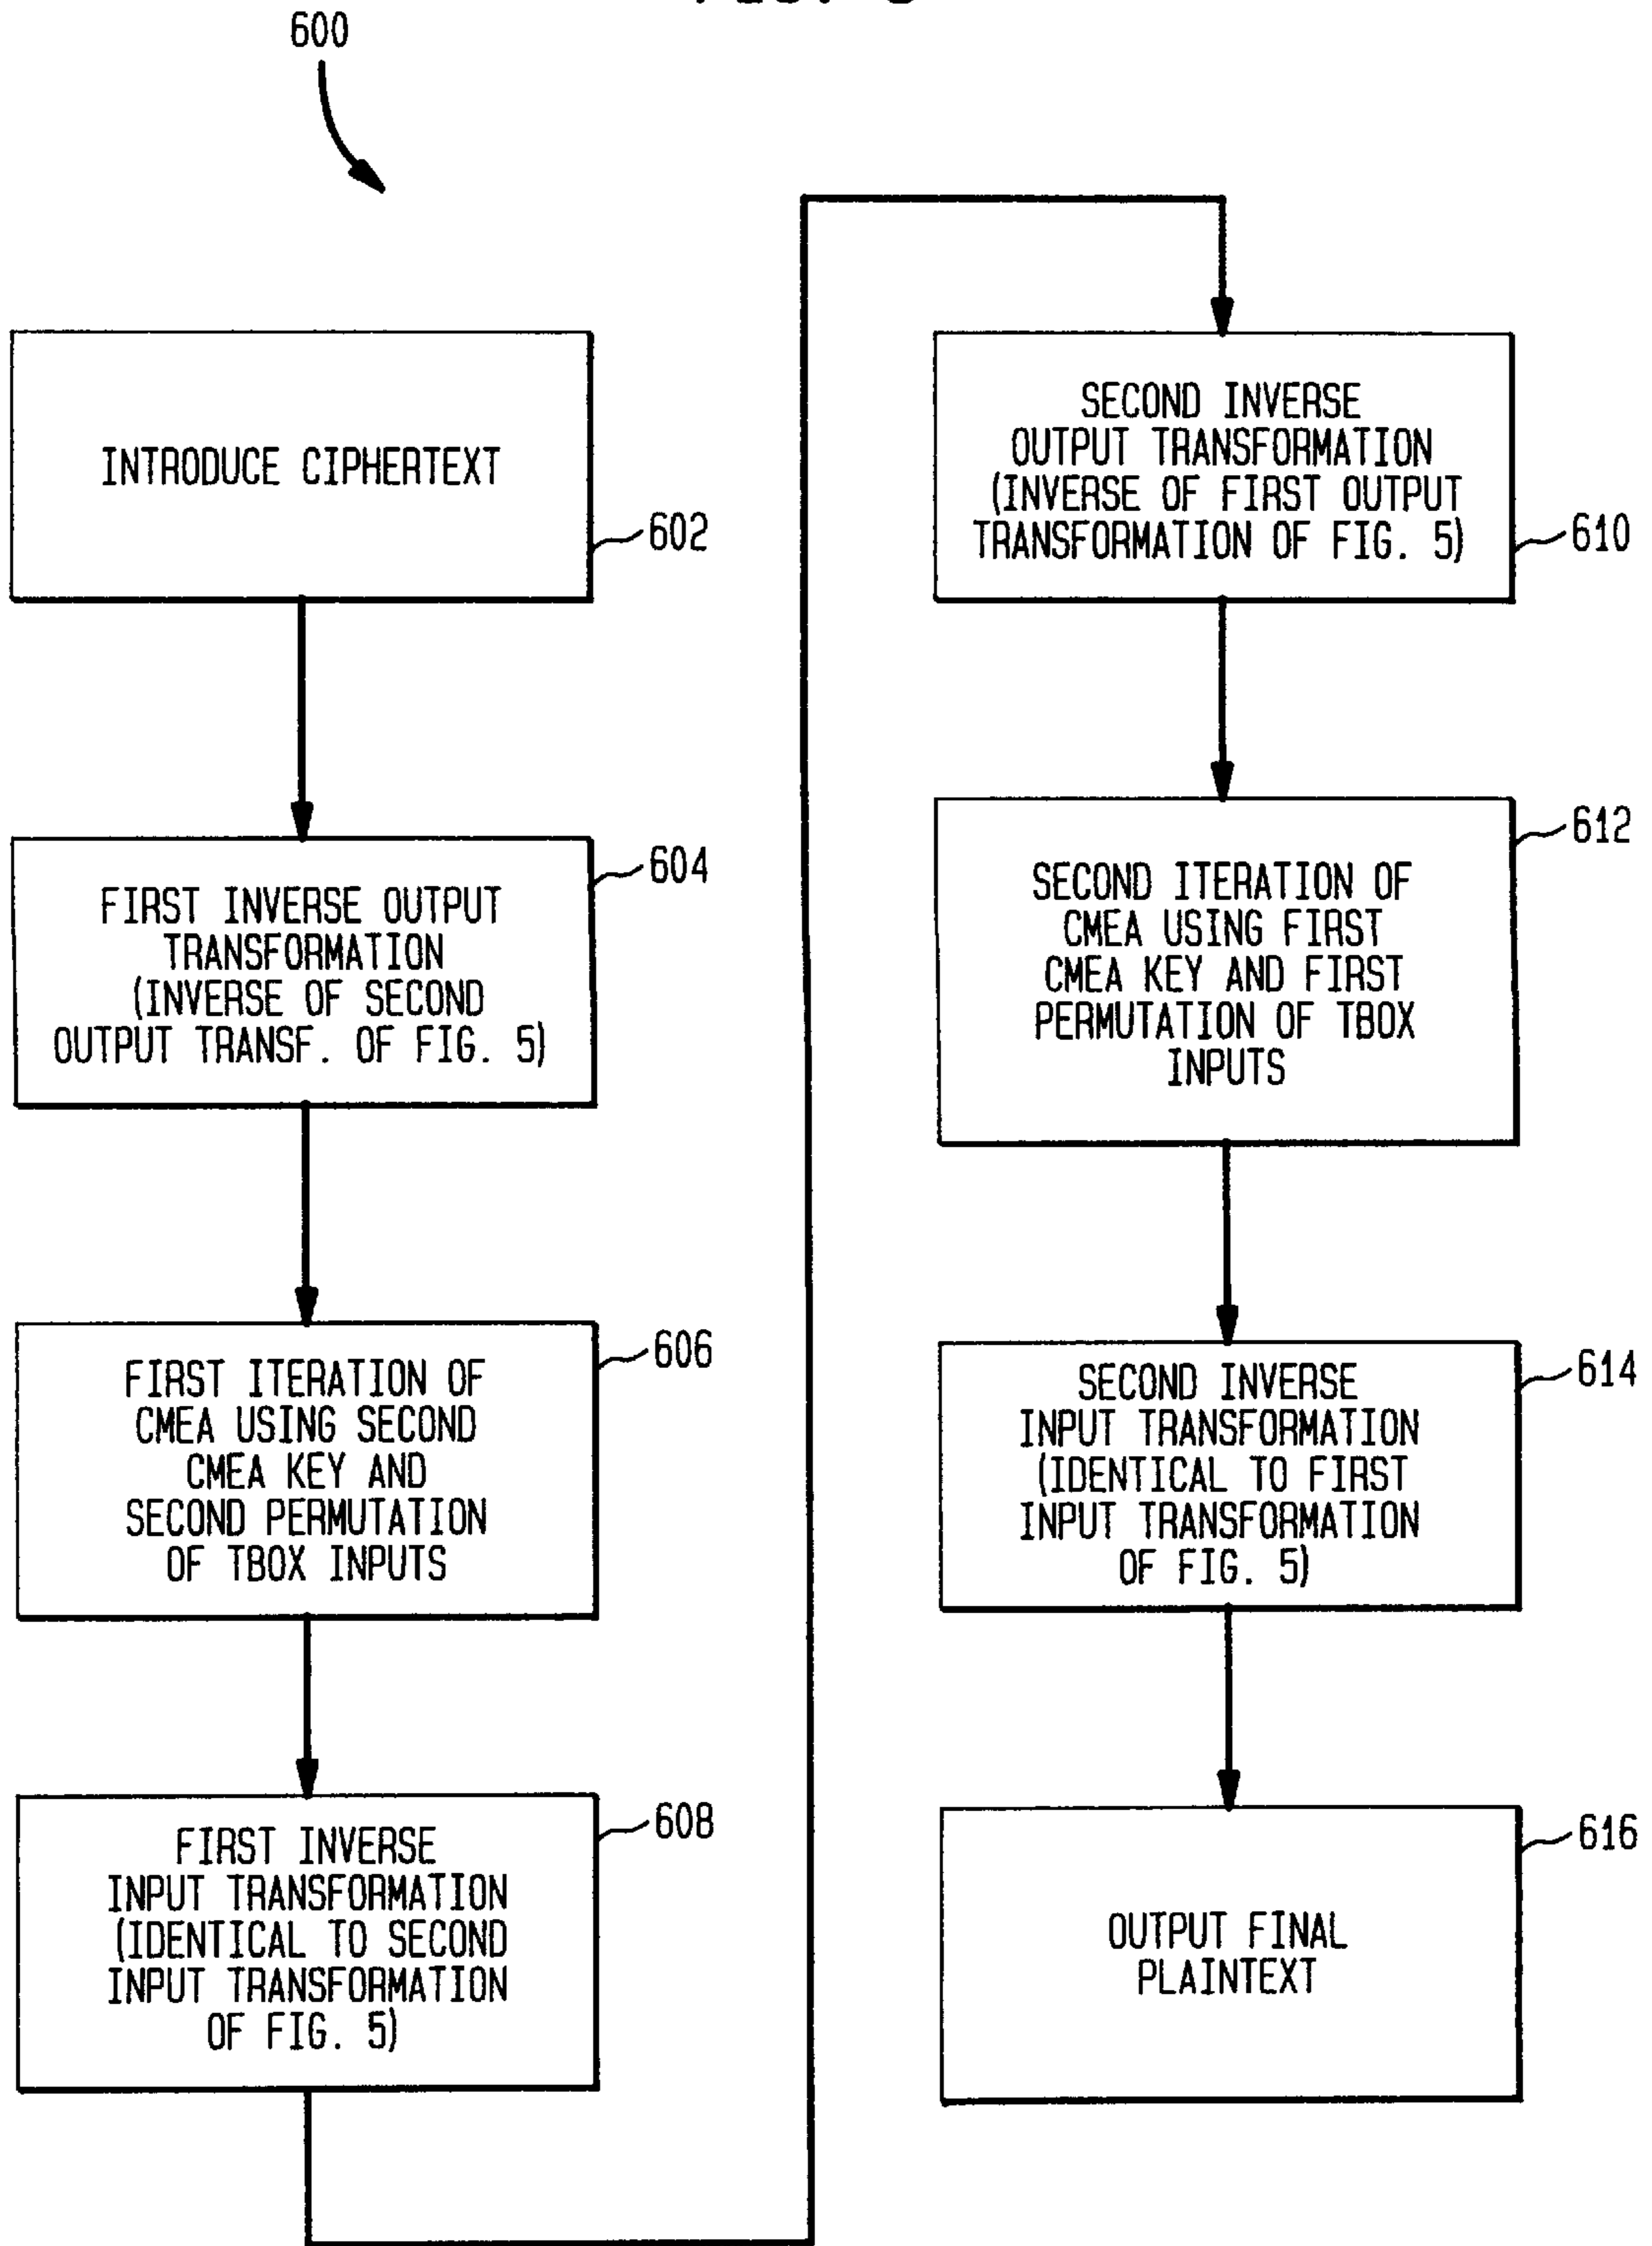 600
INTRODUCE CIPHERTEXT
602
FIRST INVERSE OUTPUT
TRANSFORMATION
(INVERSE OF SECOND
OUTPUT TRANSF. OF FIG. 5)
604
FIRST ITERATION OF
CMEA USING SECOND
CMEA KEY AND
SECOND PERMUTATION
OF TBOX INPUTS
606
FIRST INVERSE
INPUT TRANSFORMATION
(IDENTICAL TO SECOND
INPUT TRANSFORMATION
OF FIG. 5)
608
SECOND INVERSE
OUTPUT TRANSFORMATION
(INVERSE OF FIRST OUTPUT
TRANSFORMATION OF FIG. 5)
610
SECOND ITERATION OF
CMEA USING FIRST
CMEA KEY AND FIRST
PERMUTATION OF TBOX
INPUTS
612
SECOND INVERSE
INPUT TRANSFORMATION
(IDENTICAL TO FIRST
INPUT TRANSFORMATION
OF FIG. 5)
614
OUTPUT FINAL
PLAINTEXT
616